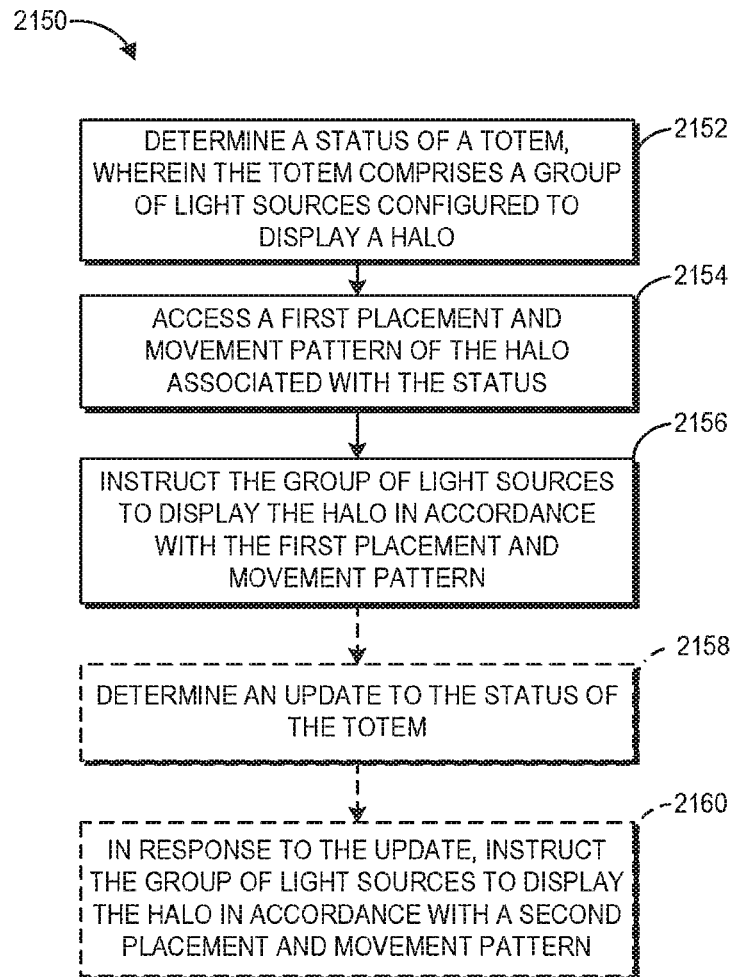 2150
DETERMINE A STATUS OF A TOTEM,
WHEREIN THE TOTEM COMPRISES A GROUP
OF LIGHT SOURCES CONFIGURED TO
DISPLAY A HALO
2152
ACCESS A FIRST PLACEMENT AND
MOVEMENT PATTERN OF THE HALO
ASSOCIATED WITH THE STATUS
2154
INSTRUCT THE GROUP OF LIGHT SOURCES
TO DISPLAY THE HALO IN ACCORDANCE
WITH THE FIRST PLACEMENT AND
MOVEMENT PATTERN
2156
DETERMINE AN UPDATE TO THE STATUS OF
THE TOTEM
2158
IN RESPONSE TO THE UPDATE, INSTRUCT
THE GROUP OF LIGHT SOURCES TO DISPLAY
THE HALO IN ACCORDANCE WITH A SECOND
PLACEMENT AND MOVEMENT PATTERN
2160